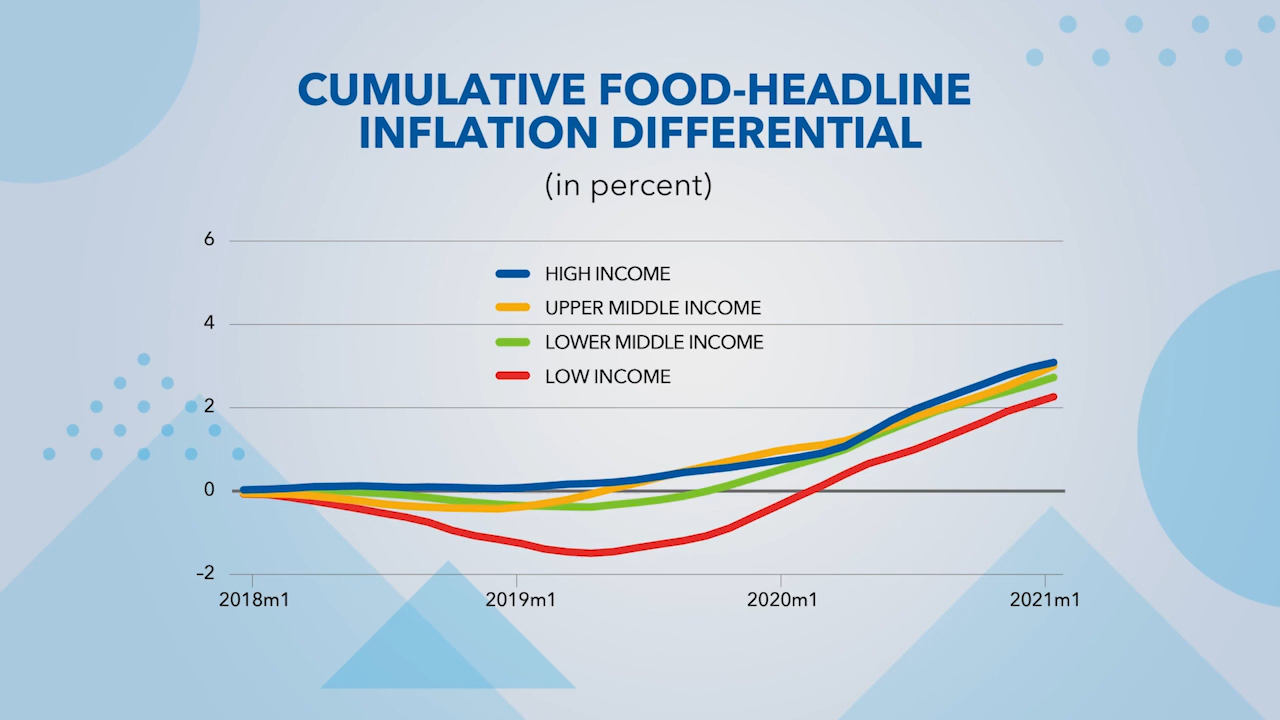 CUMULATIVE FOOD-HEADLINE
INFLATION DIFFERENTIAL
(in percent)
6
HIGH INCOME
UPPER MIDDLE INCOME
4
LOWER MIDDLE INCOME
LOW INCOME
2
0
–2
2018m1
2019m1
2020m1
2021m1